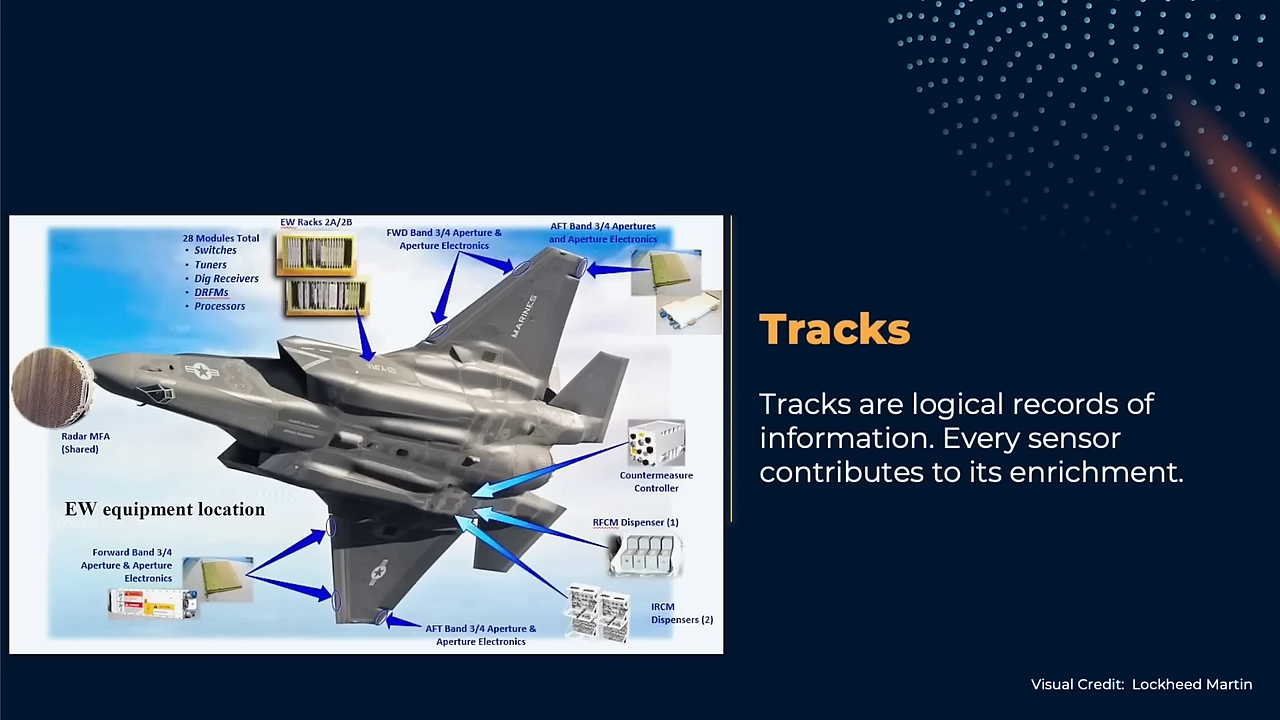 EW Racks 2A/2B
28 Modules Total
• Switches
• Tuners
• Dig Receivers
• DRFMs
• Processors
FWD Band 3/4 Aperture &
Aperture Electronics
AFT Band 3/4 Apertures
and Aperture Electronics
MARINES
Radar MFA
(Shared)
EW equipment location
Countermeasure
Controller
RFCM Dispenser (1)
Forward Band 3/4
Aperture & Aperture
Electronics
IRCM
Dispensers (2)
AFT Band 3/4 Aperture &
Aperture Electronics
Tracks
Tracks are logical records of
information. Every sensor
contributes to its enrichment.
Visual Credit: Lockheed Martin